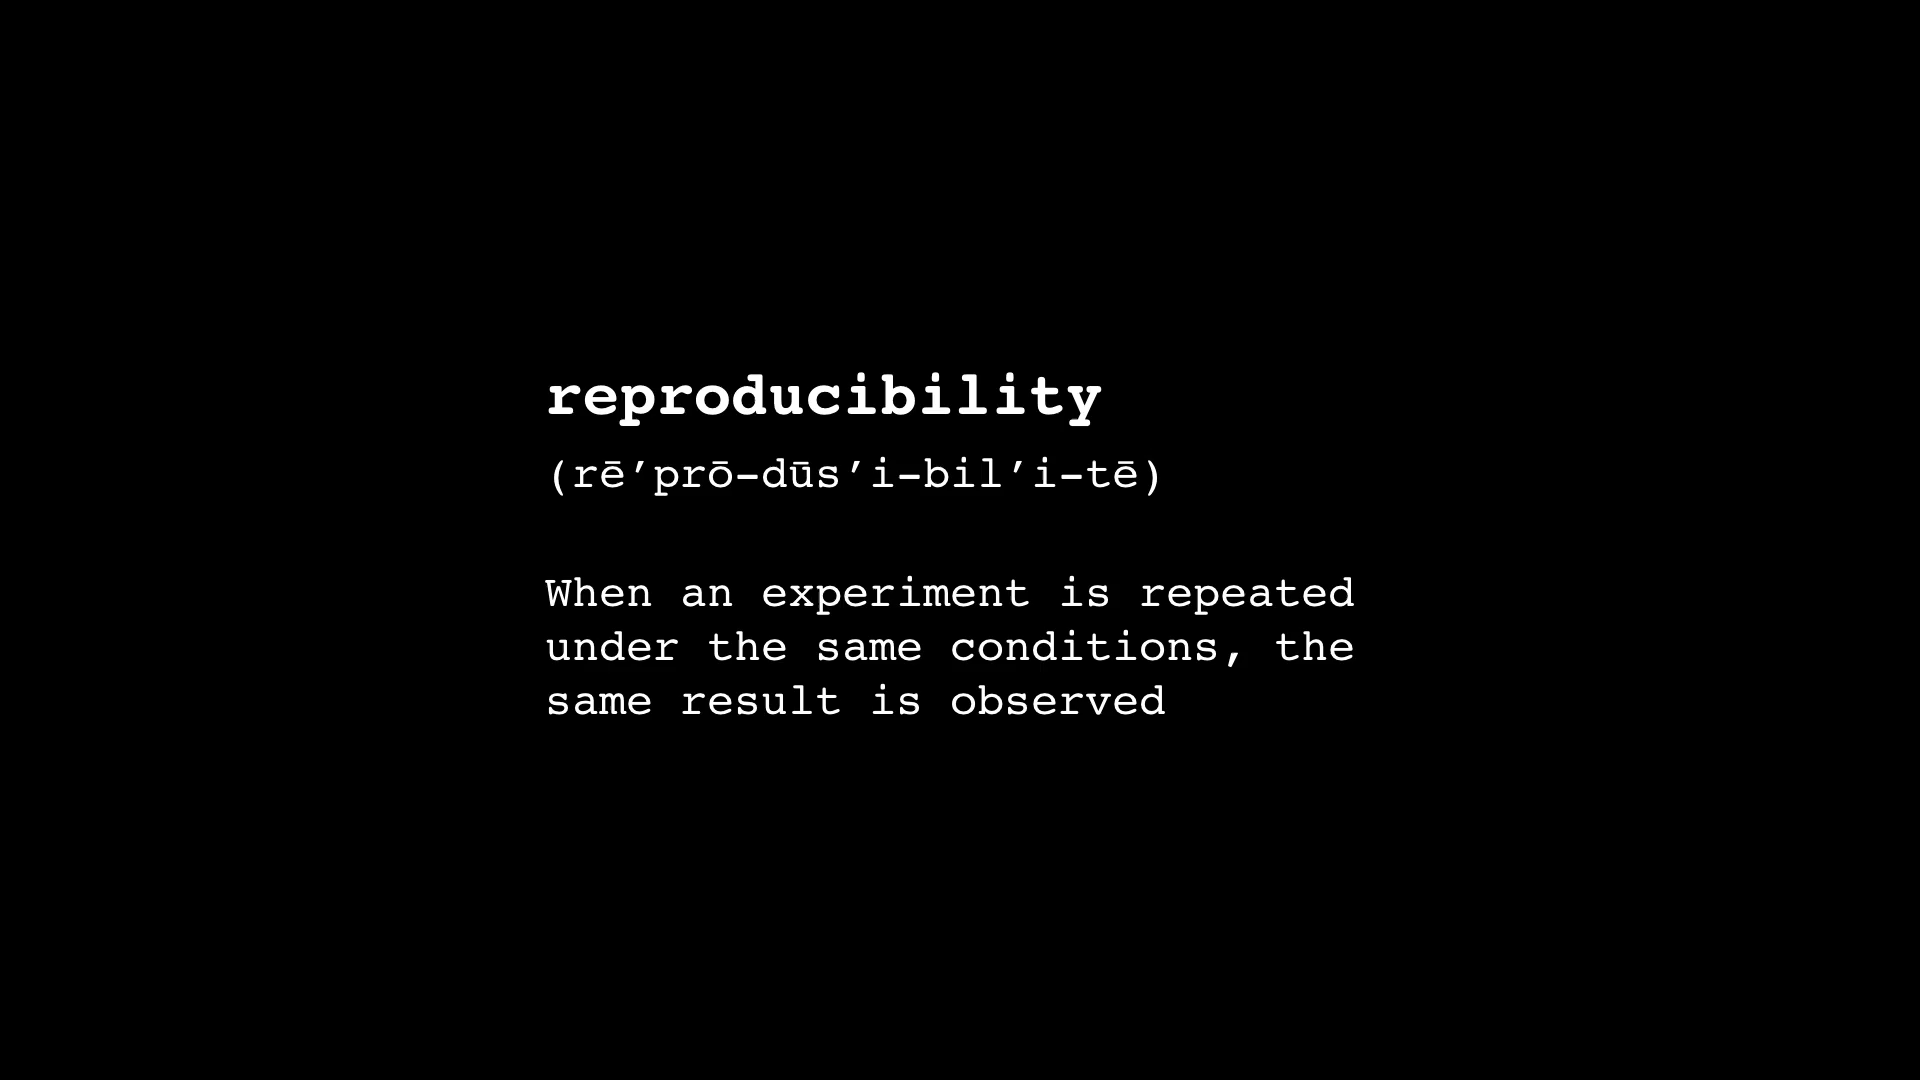 reproducibility
(rē’prō-dūs’i-bil’i-tē)
When an experiment is repeated
under the same conditions, the
same result is observed